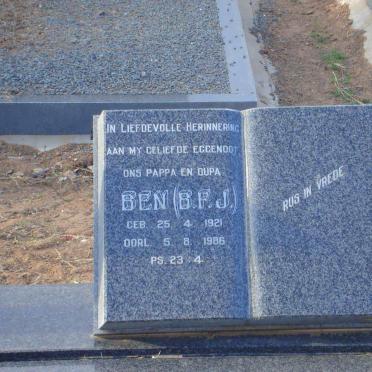 IN LIEFDEVOLLE HERINNERING
AAN MY GELIEFDE EGGENOOT
ONS PAPPA EN OUPA
BEN (B.F.J.)
GEB. 25. 4. 1921
OORL. 5. 8. 1986
PS. 23 : 4.
RUS IN VREDE